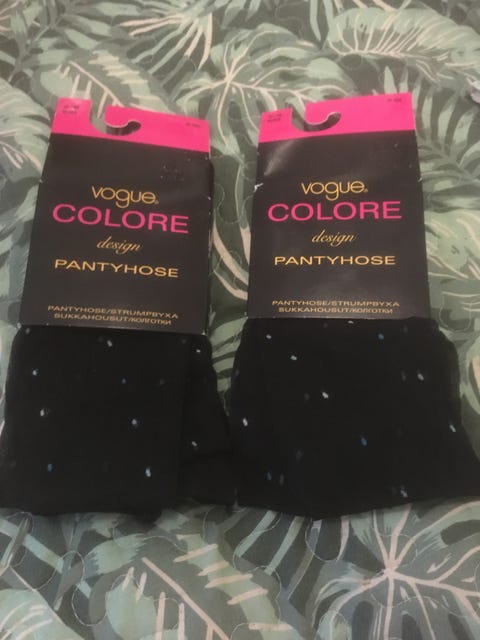 vogue®
COLORE
design
PANTYHOSE
PANTYHOSE/STRUMPBYXA
SUKKAHOUSUT/КОЛГОТКИ
vogue®
COLORE
design
PANTYHOSE
PANTYHOSE/STRUMPBYXA
SUKKAHOUSUT/КОЛГОТКИ